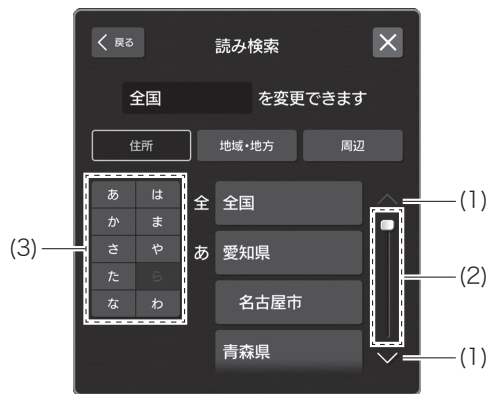 戻る
読み検索
全国 を変更できます
住所 地域・地方 周辺
あ は
か ま
さ や
た ら
な わ
全 全国
あ 愛知県
名古屋市
青森県
(1)
(2)
(3)
(1)